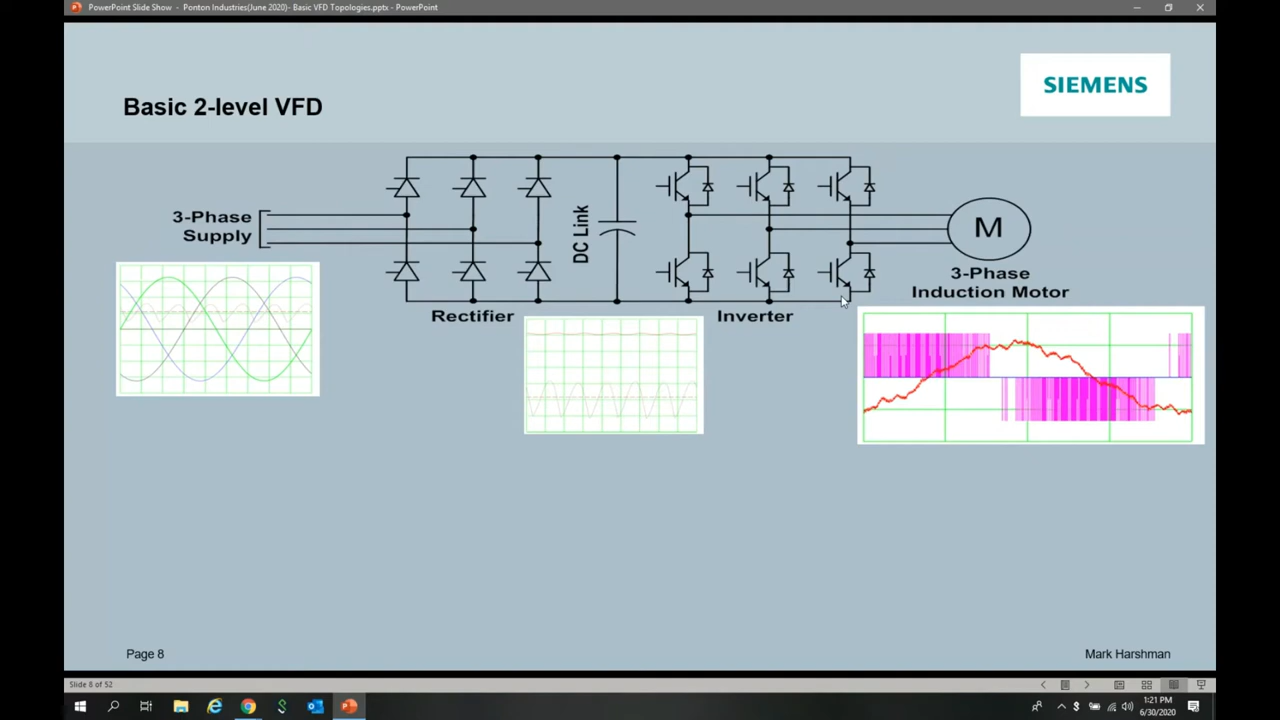 PowerPoint Slide Show - Ponton Industries(June 2020)- Basic VFD Topologies.pptx - PowerPoint
SIEMENS
Basic 2-level VFD
3-Phase
Supply
DC Link
M
3-Phase
Induction Motor
Rectifier
Inverter
Page 8
Mark Harshman
Slide 8 of 52
1:21 PM
6/30/2020